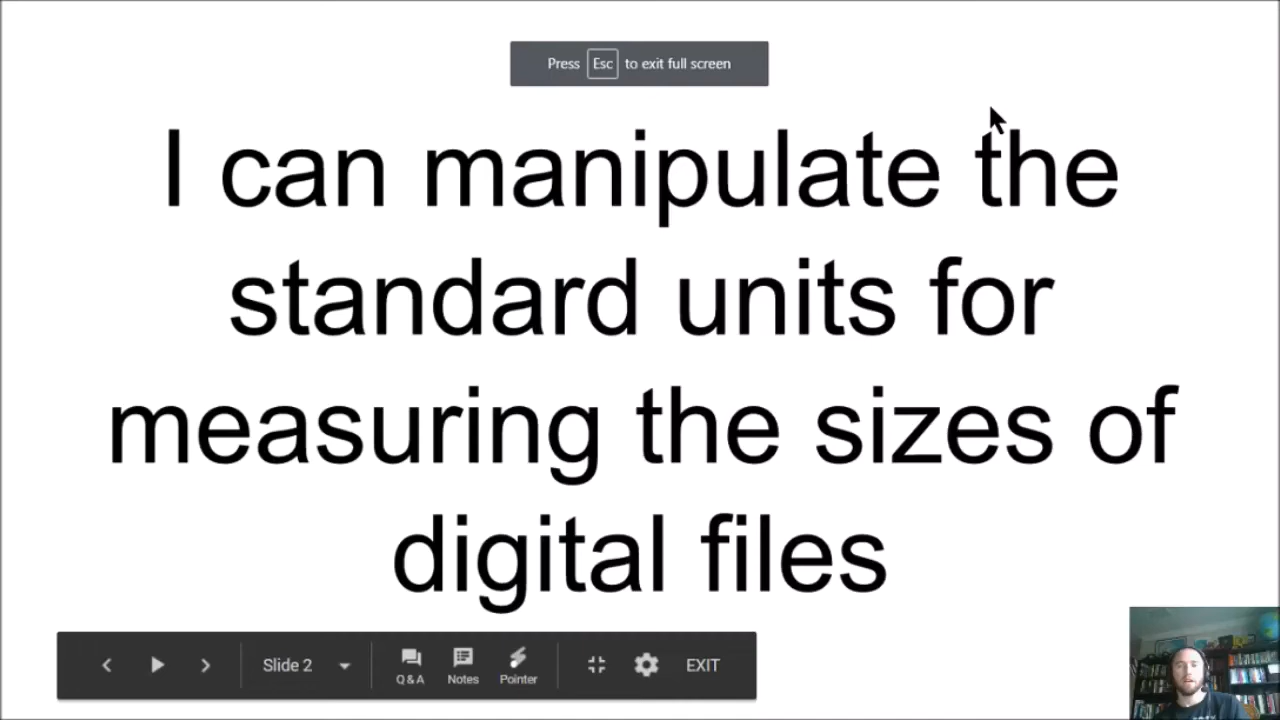 Press Esc to exit full screen
I can manipulate the
standard units for
measuring the sizes of
digital files
Slide 2
Q & A Notes Pointer
EXIT